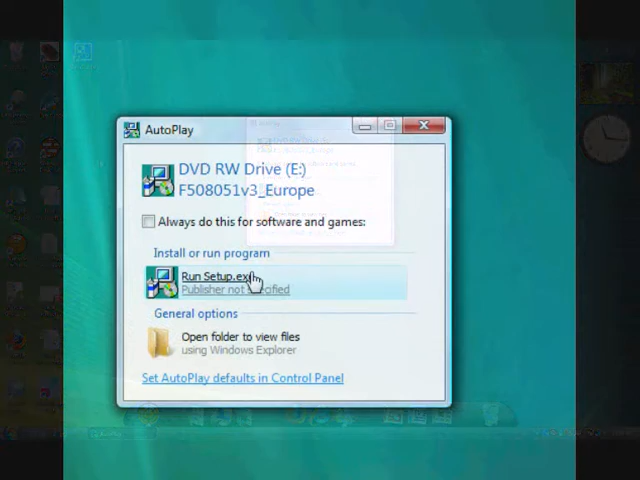 AutoPlay
DVD RW Drive (E:)
F508051v3_Europe
Always do this for software and games:
Install or run program
Run Setup.exe
Publisher not specified
General options
Open folder to view files
using Windows Explorer
Set AutoPlay defaults in Control Panel